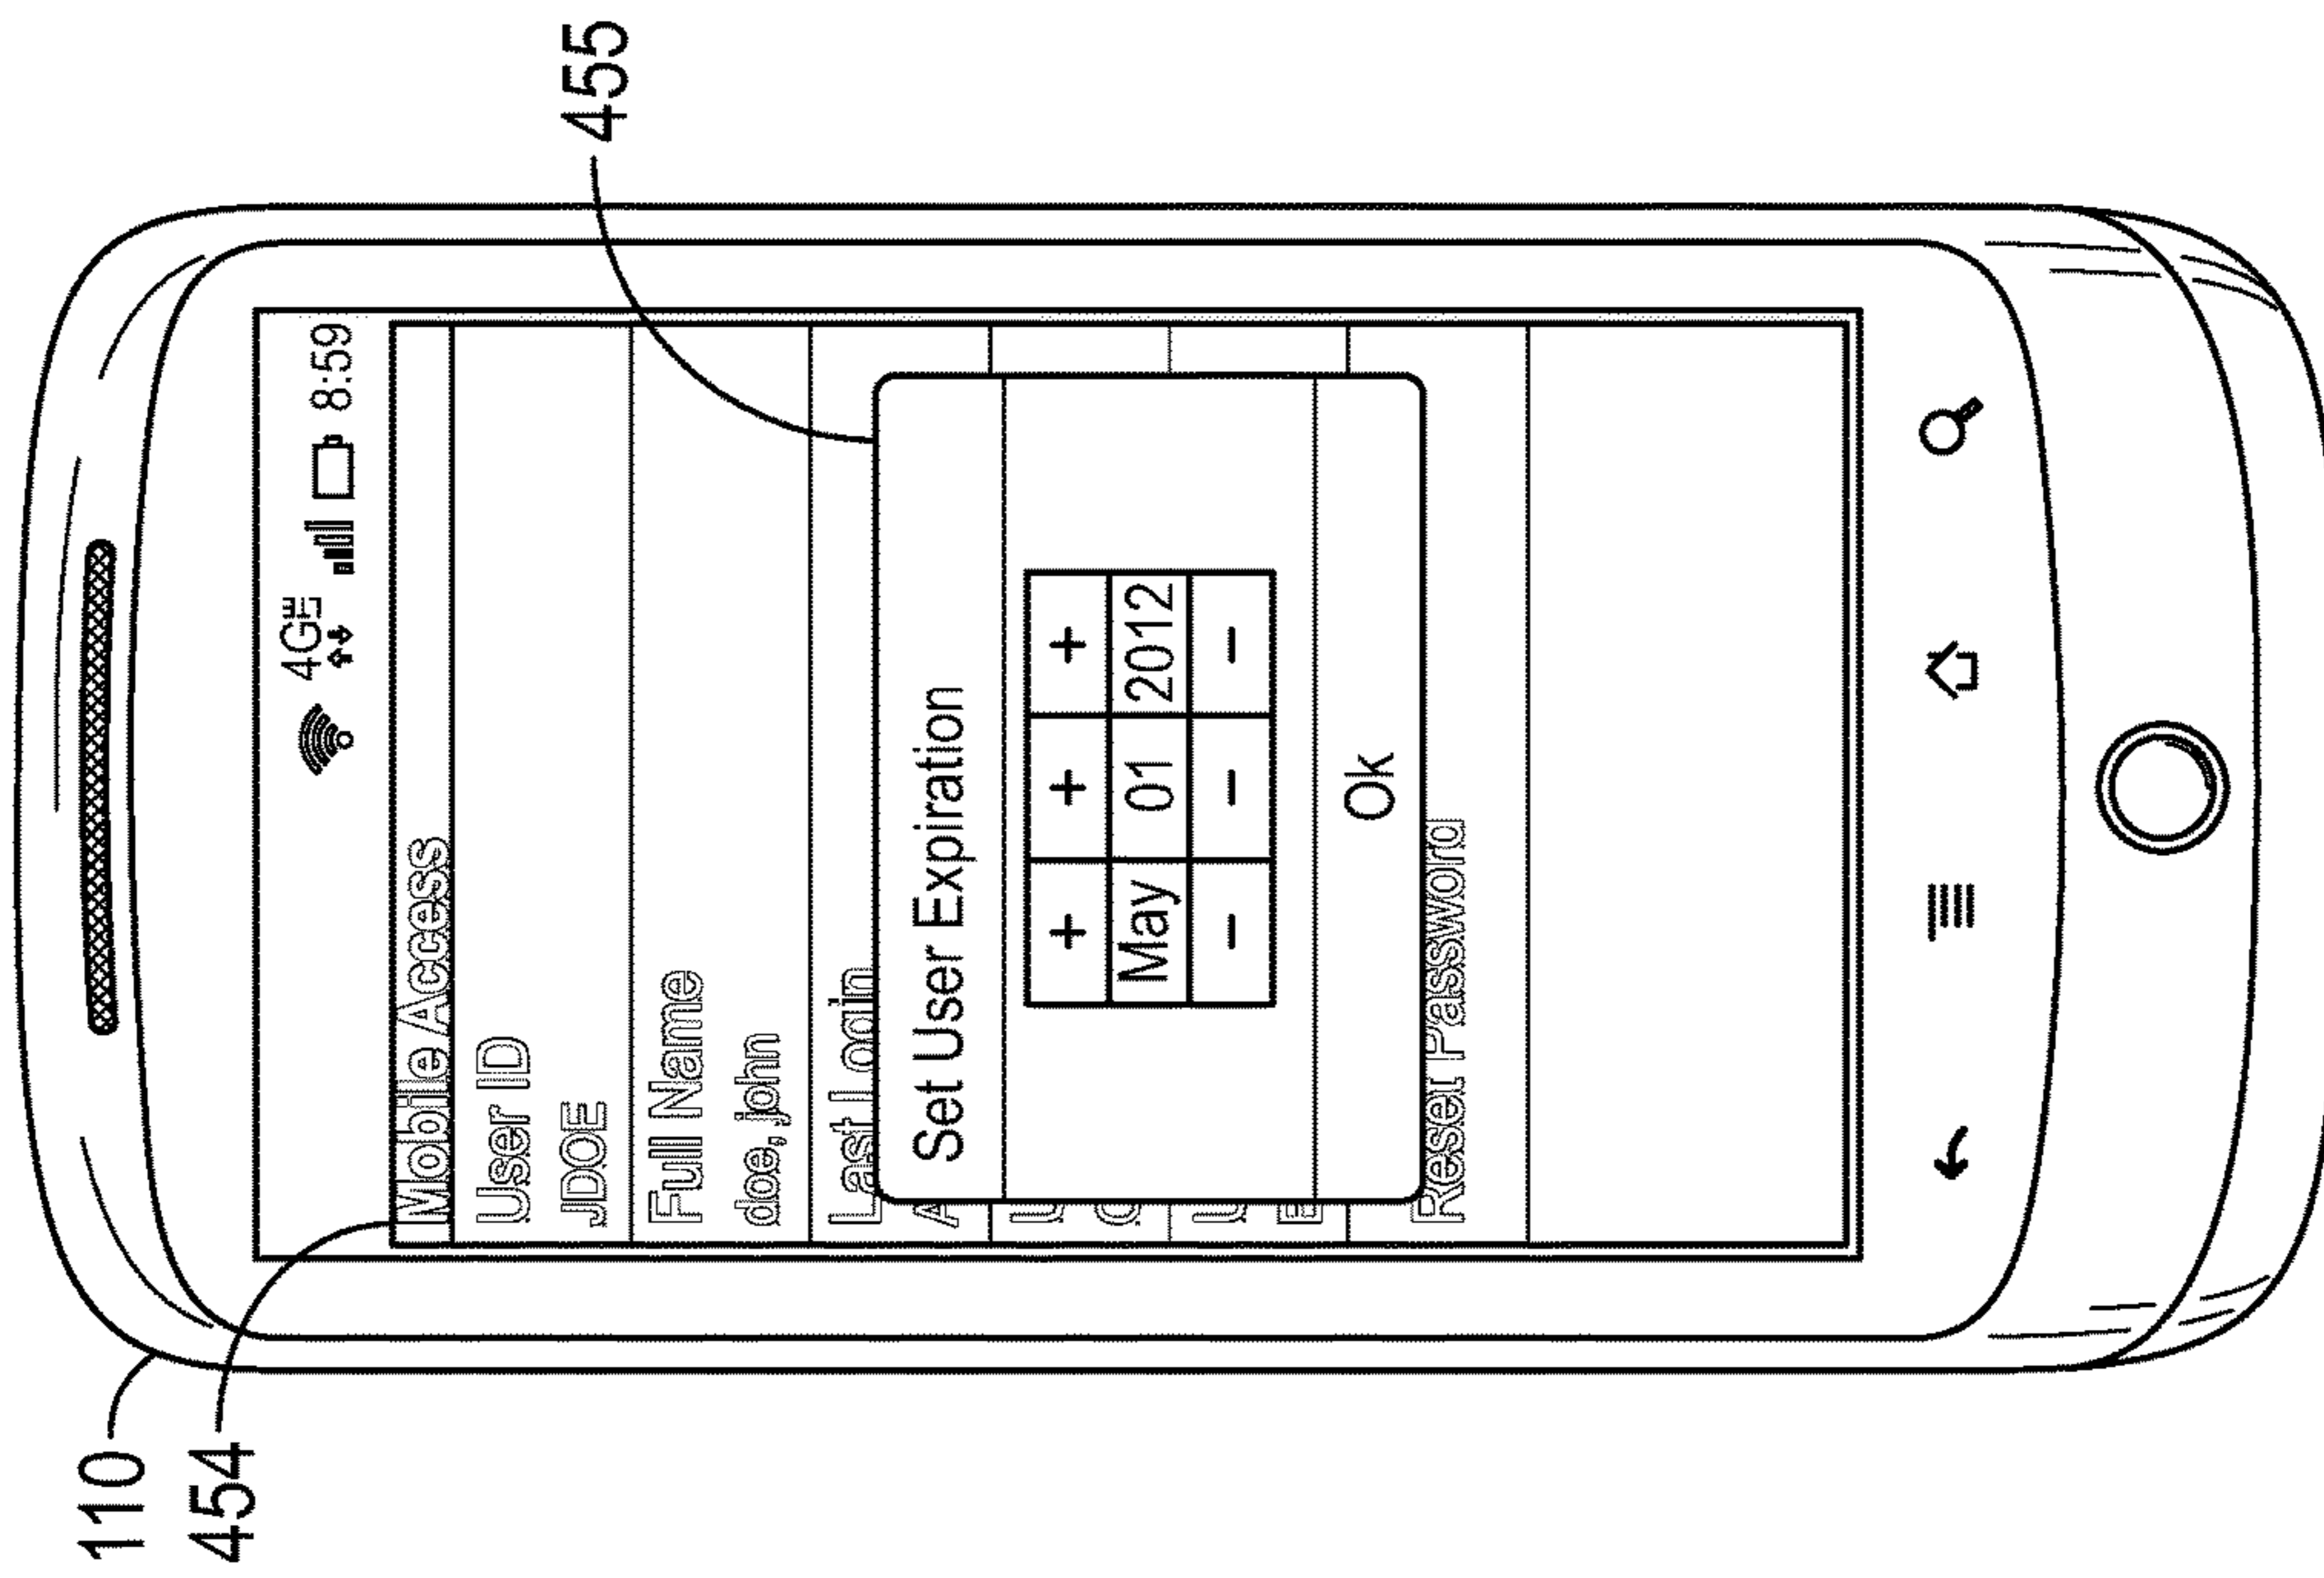 110
454
455
4G LTE
8:59
Mobile Access
User ID
JDOE
Full Name
doe, john
Last Login
A
Set User Expiration
+ + +
May 01 2012
- - -
Ok
Reset Password